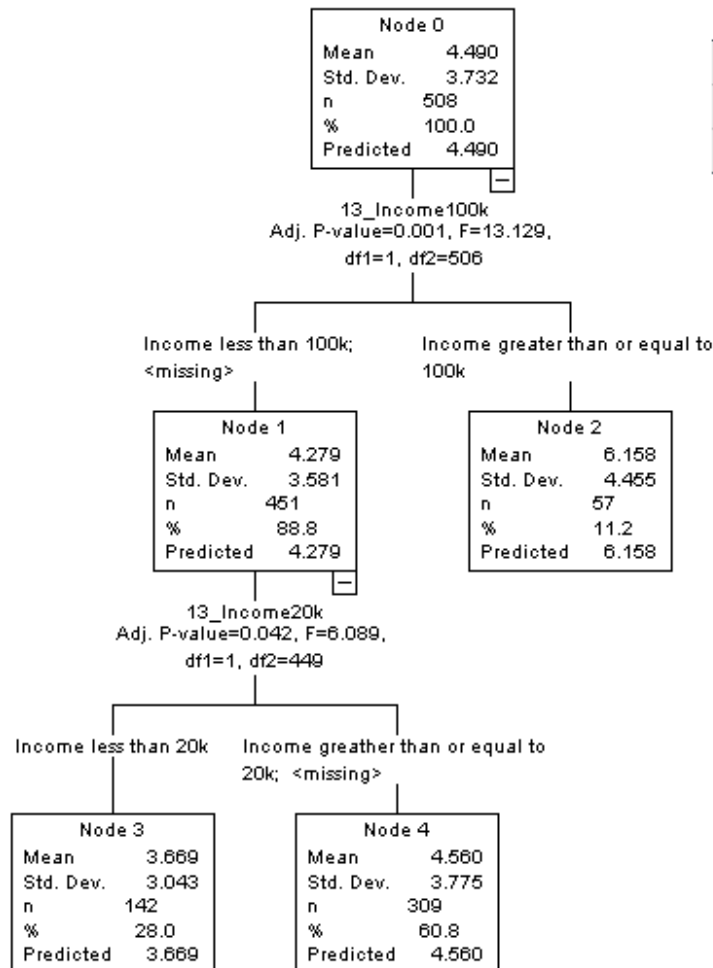 Node 0
Mean 4.490
Std. Dev. 3.732
n 508
% 100.0
Predicted 4.490
13_Income100k
Adj. P-value=0.001, F=13.129,
df1=1, df2=506
Income less than 100k;
<missing>
Income greater than or equal to
100k
Node 1
Mean 4.279
Std. Dev. 3.581
n 451
% 88.8
Predicted 4.279
Node 2
Mean 6.158
Std. Dev. 4.455
n 57
% 11.2
Predicted 6.158
13_Income20k
Adj. P-value=0.042, F=6.089,
df1=1, df2=449
Income less than 20k
Income greather than or equal to
20k; <missing>
Node 3
Mean 3.669
Std. Dev. 3.043
n 142
% 28.0
Predicted 3.669
Node 4
Mean 4.560
Std. Dev. 3.775
n 309
% 60.8
Predicted 4.560